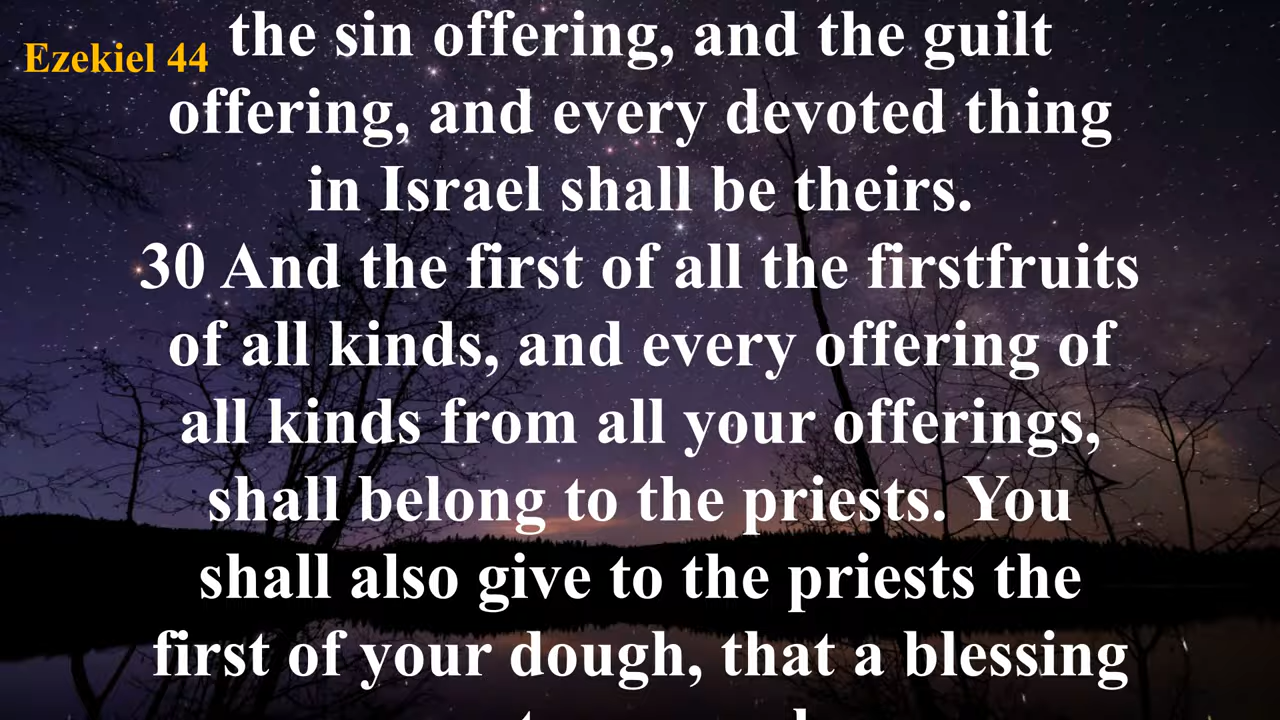 Ezekiel 44
the sin offering, and the guilt
offering, and every devoted thing
in Israel shall be theirs.
30 And the first of all the firstfruits
of all kinds, and every offering of
all kinds from all your offerings,
shall belong to the priests. You
shall also give to the priests the
first of your dough, that a blessing